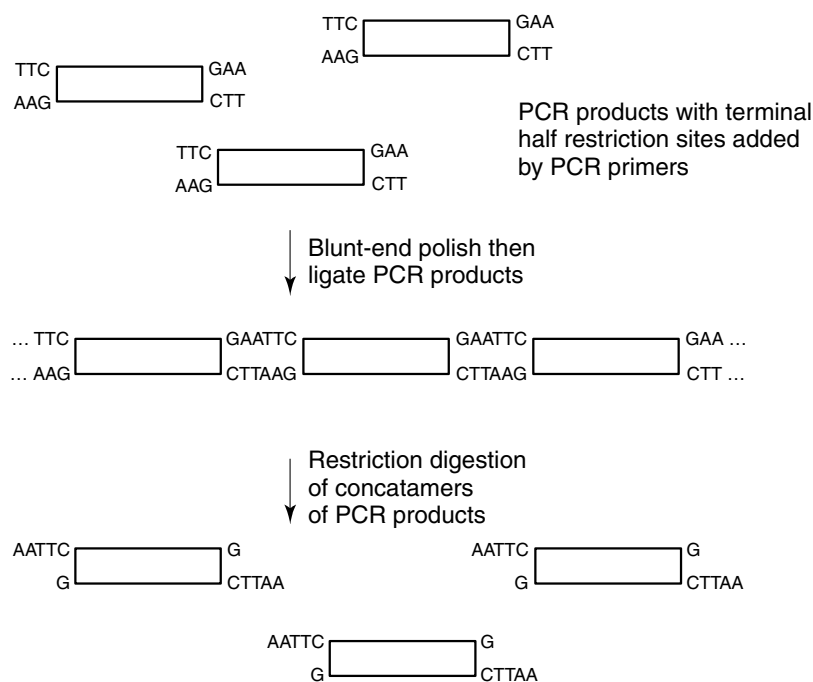 TTC GAA
AAG CTT
TTC GAA
AAG CTT
PCR products with terminal
half restriction sites added
by PCR primers
TTC GAA
AAG CTT
Blunt-end polish then
ligate PCR products
... TTC GAATTC GAATTC GAA ...
... AAG CTTAAG CTTAAG CTT ...
Restriction digestion
of concatamers
of PCR products
AATTC G AATTC G
G CTTAA G CTTAA
AATTC G
G CTTAA